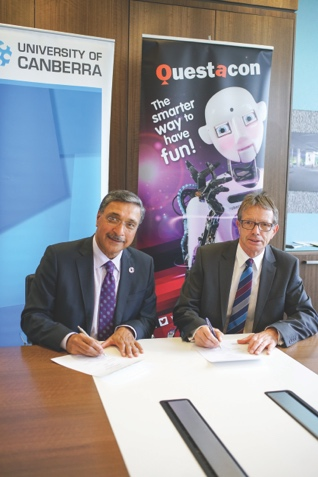 UNIVERSITY OF
CANBERRA
Questacon
The
smarter
way to
have
fun!